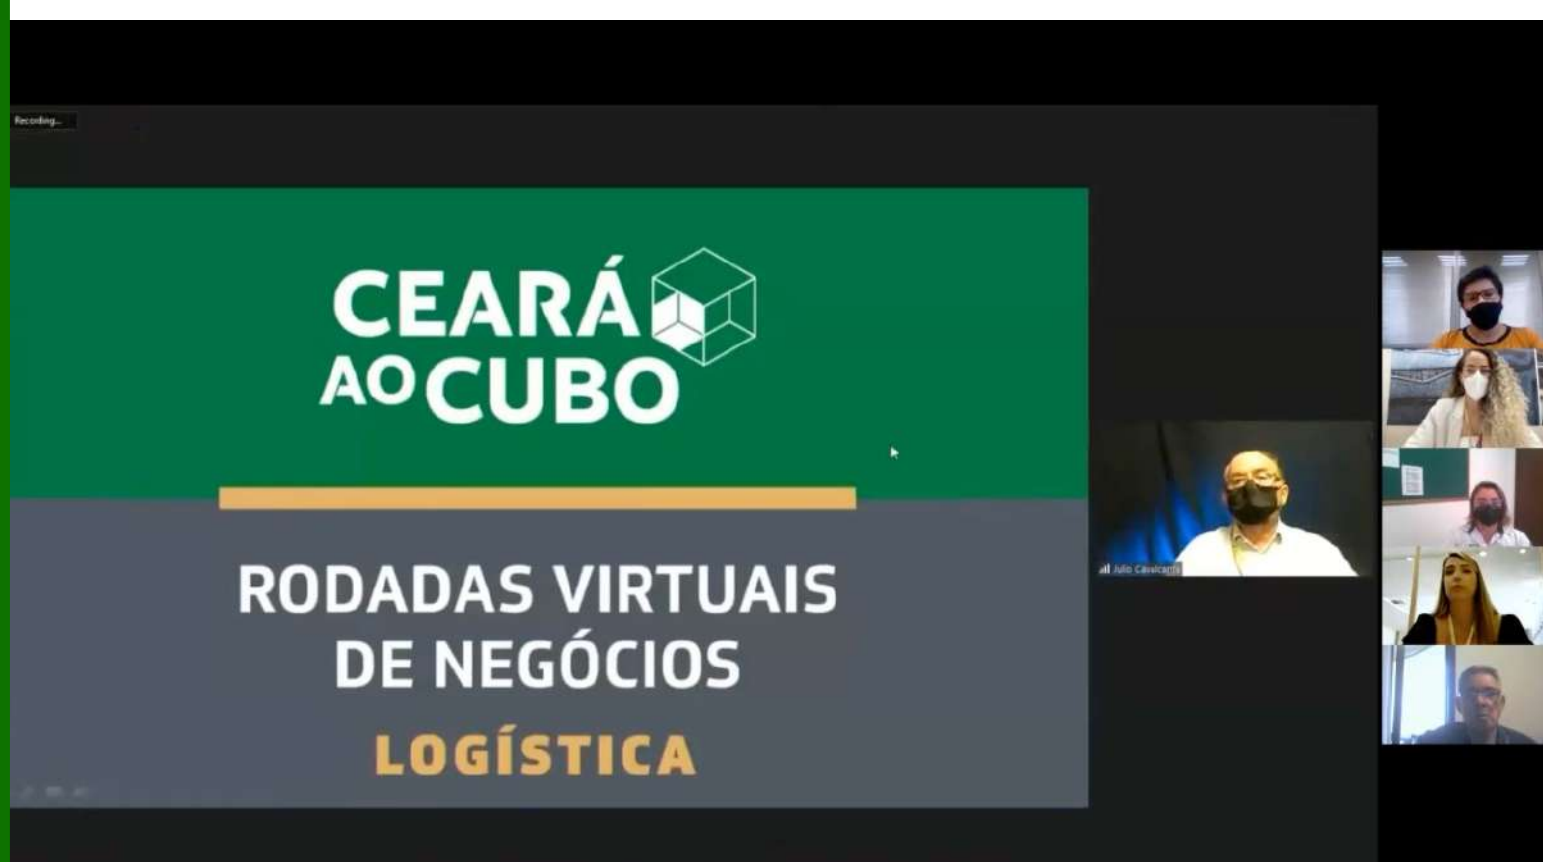 Recording...
CEARÁ
AO CUBO
RODADAS VIRTUAIS
DE NEGÓCIOS
LOGÍSTICA
Julio Cavalcante